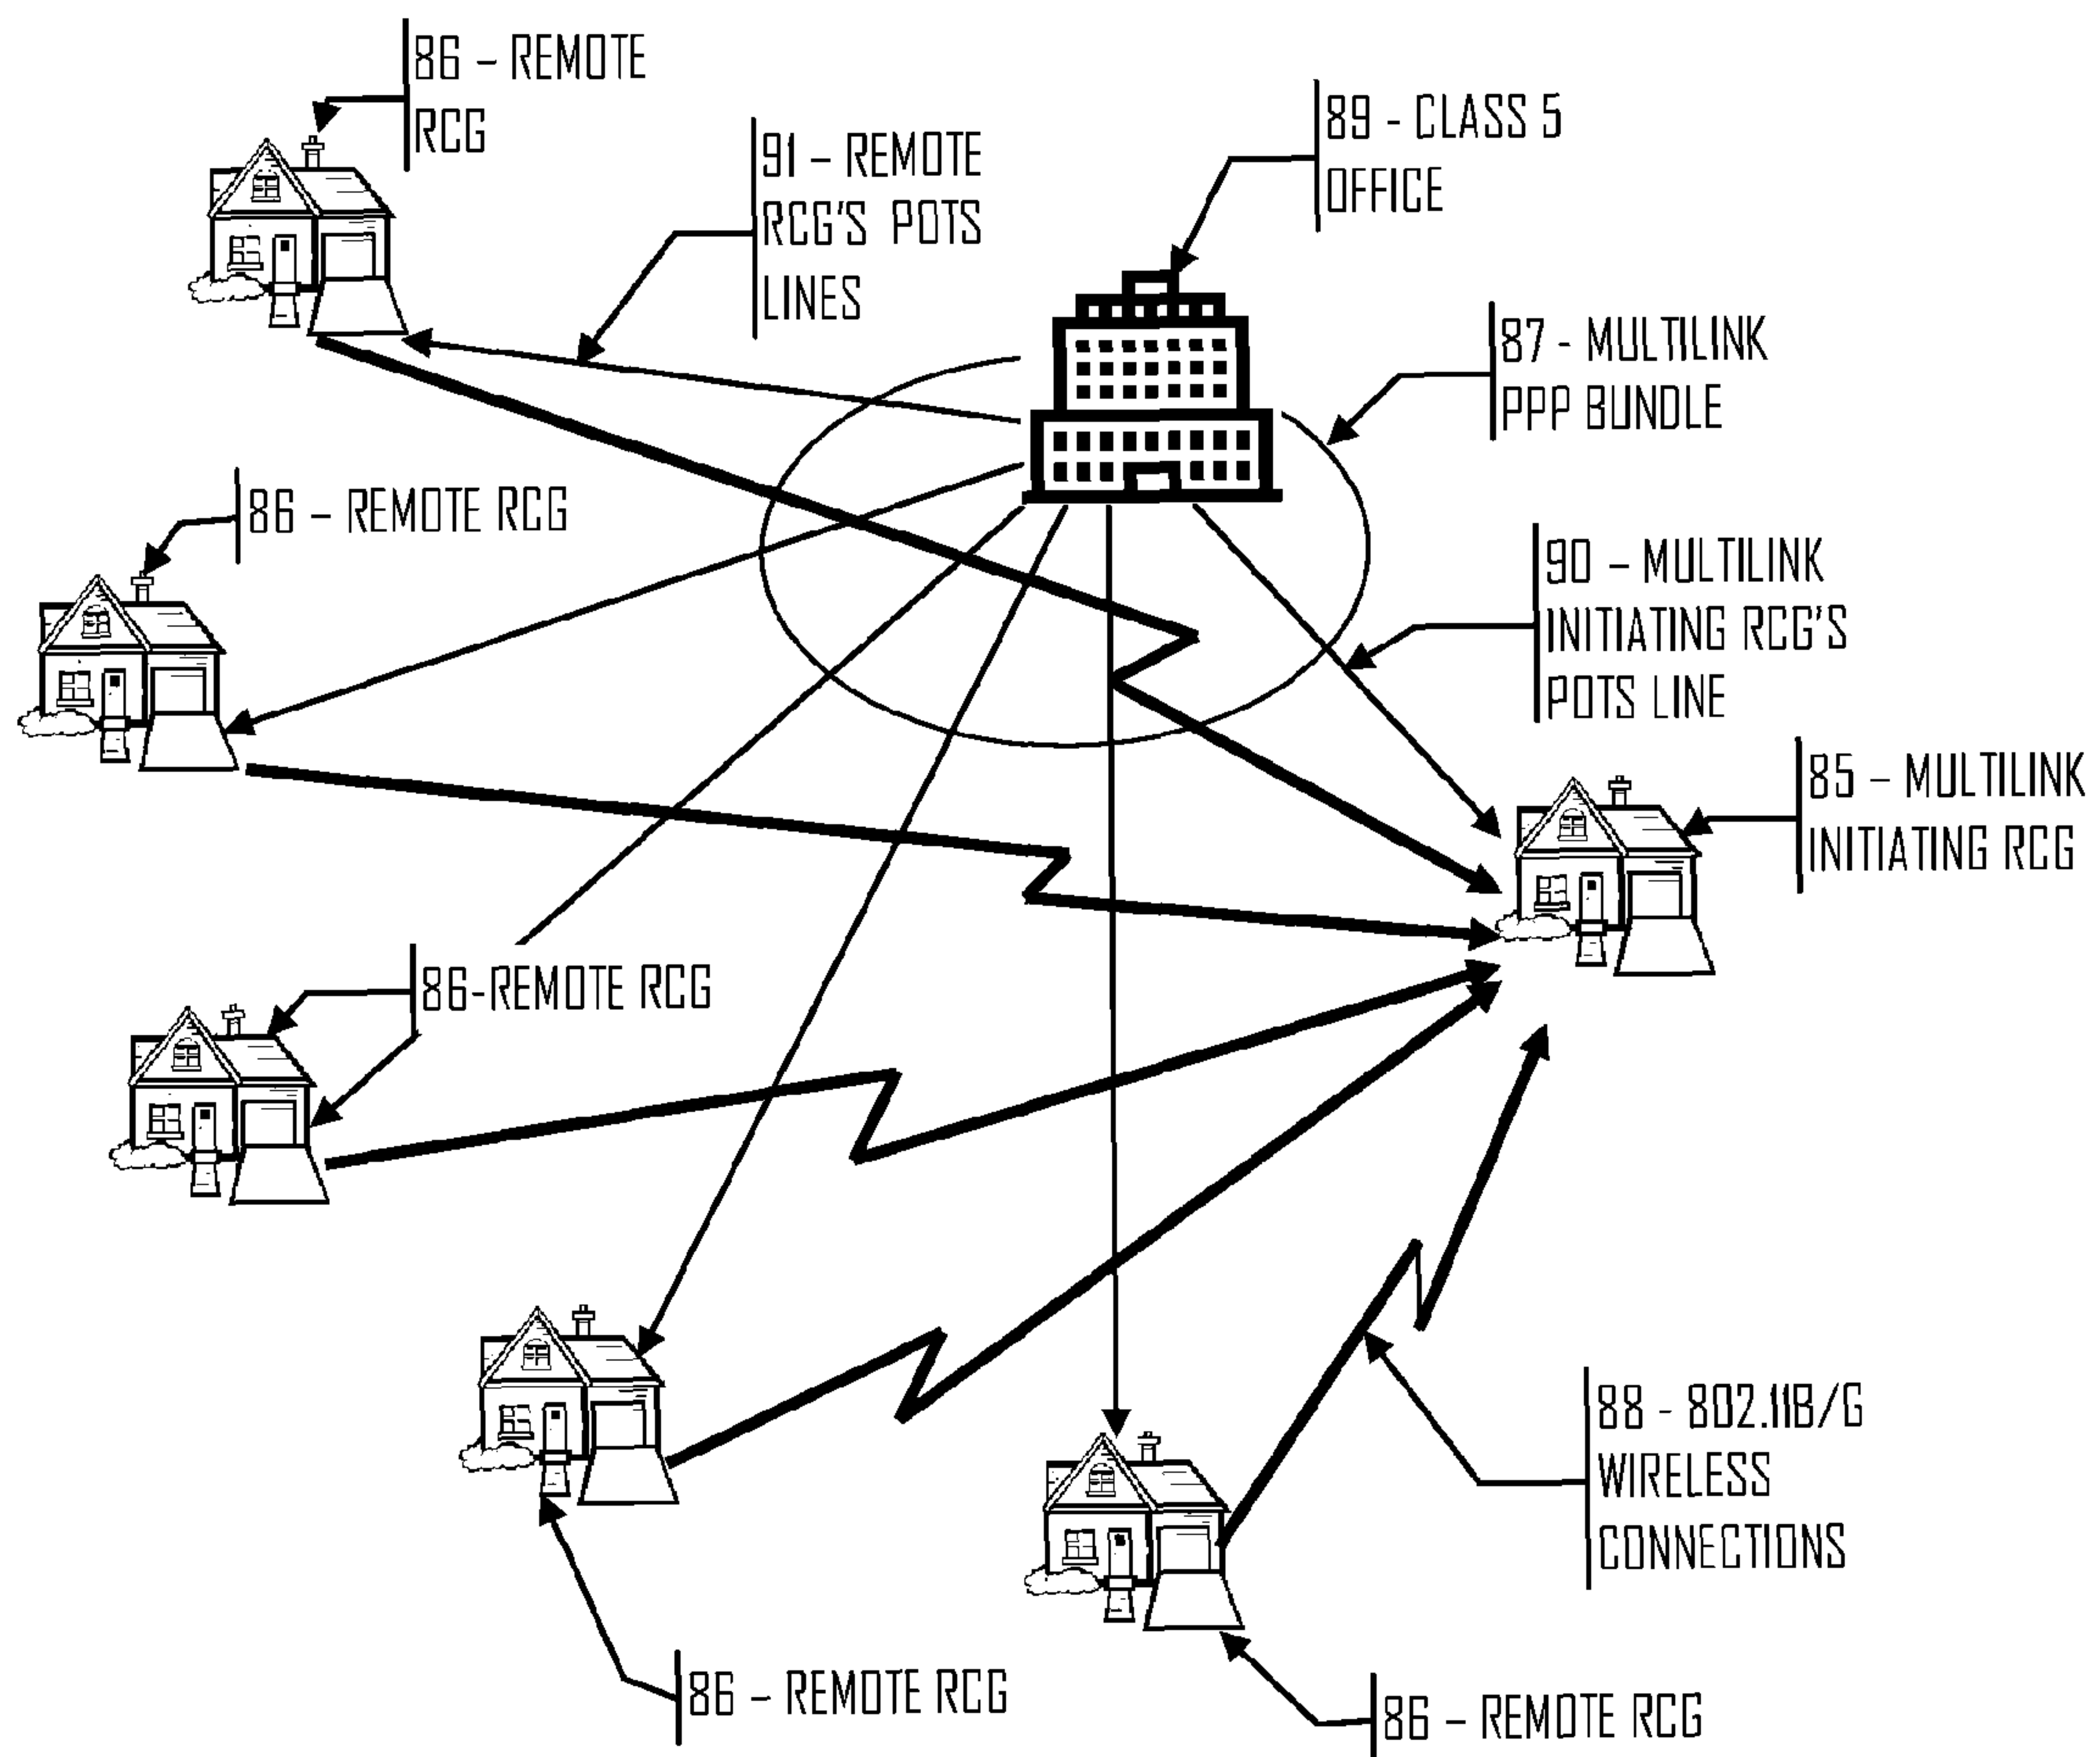 86 – REMOTE
RCG
91 – REMOTE
RCG'S POTS
LINES
89 - CLASS 5
OFFICE
87 - MULTILINK
PPP BUNDLE
86 – REMOTE RCG
90 – MULTILINK
INITIATING RCG'S
POTS LINE
85 – MULTILINK
INITIATING RCG
86-REMOTE RCG
88 - 802.11B/G
WIRELESS
CONNECTIONS
86 – REMOTE RCG
86 – REMOTE RCG